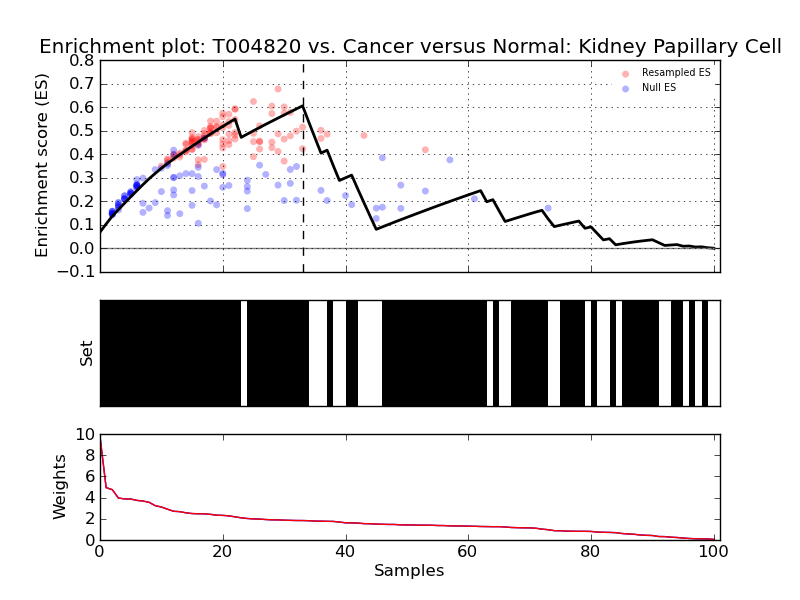 Enrichment plot: T004820 vs. Cancer versus Normal: Kidney Papillary Cell
0.8
0.7
0.6
0.5
0.4
0.3
0.2
0.1
0.0
−0.1
Enrichment score (ES)
Resampled ES
Null ES
Set
10
8
6
4
2
0
Weights
0 20 40 60 80 100
Samples